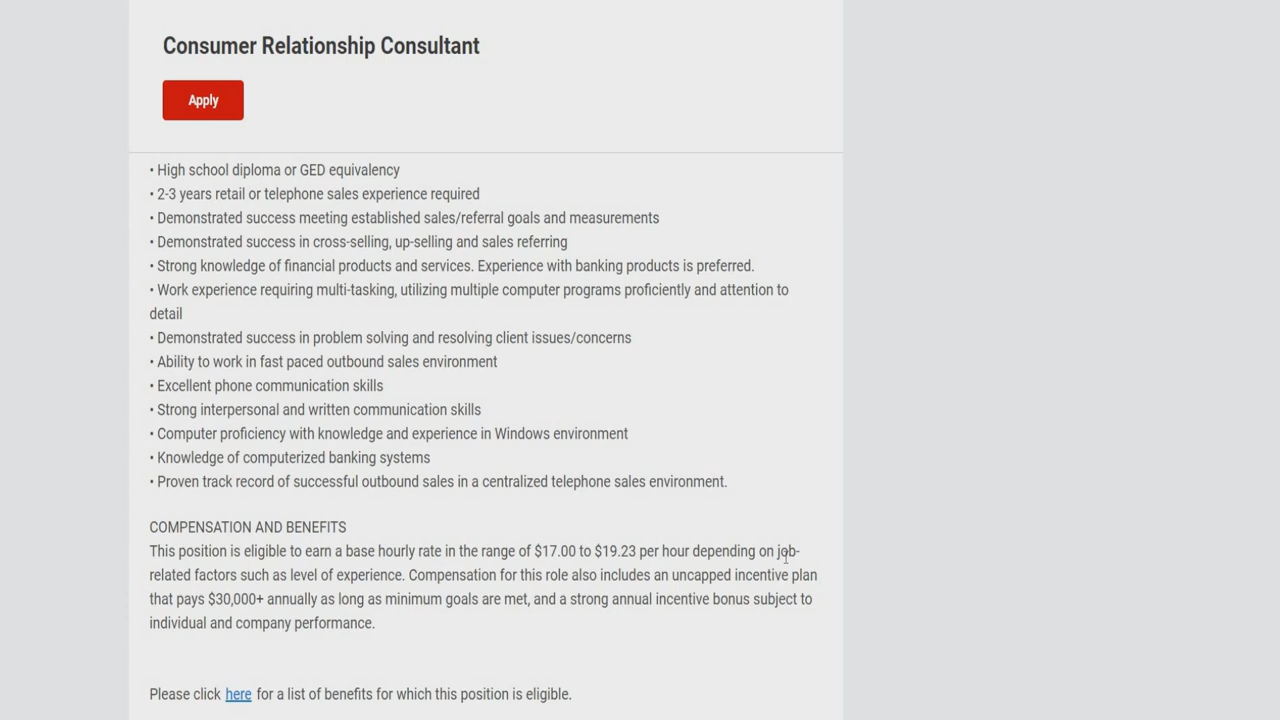 Consumer Relationship Consultant
Apply
• High school diploma or GED equivalency
• 2-3 years retail or telephone sales experience required
• Demonstrated success meeting established sales/referral goals and measurements
• Demonstrated success in cross-selling, up-selling and sales referring
• Strong knowledge of financial products and services. Experience with banking products is preferred.
• Work experience requiring multi-tasking, utilizing multiple computer programs proficiently and attention to
detail
• Demonstrated success in problem solving and resolving client issues/concerns
• Ability to work in fast paced outbound sales environment
• Excellent phone communication skills
• Strong interpersonal and written communication skills
• Computer proficiency with knowledge and experience in Windows environment
• Knowledge of computerized banking systems
• Proven track record of successful outbound sales in a centralized telephone sales environment.
COMPENSATION AND BENEFITS
This position is eligible to earn a base hourly rate in the range of $17.00 to $19.23 per hour depending on job-
related factors such as level of experience. Compensation for this role also includes an uncapped incentive plan
that pays $30,000+ annually as long as minimum goals are met, and a strong annual incentive bonus subject to
individual and company performance.
Please click here for a list of benefits for which this position is eligible.